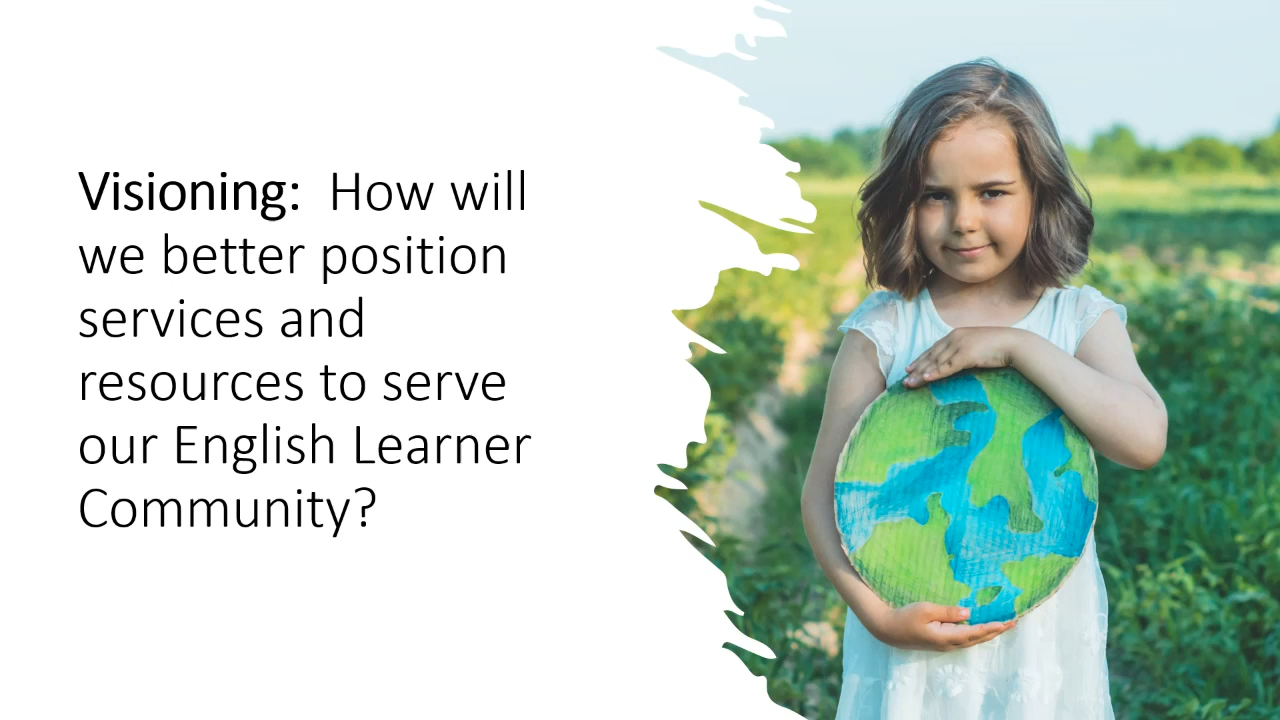 Visioning:  How will
we better position
services and
resources to serve
our English Learner
Community?